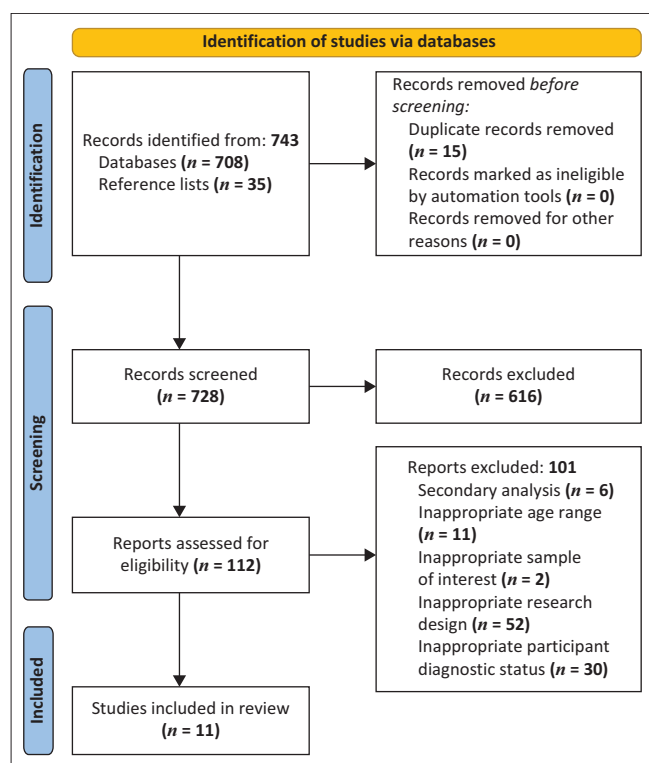 Identification of studies via databases
Identification
Records identified from: 743
Databases (n = 708)
Reference lists (n = 35)
Records removed before
screening:
Duplicate records removed
(n = 15)
Records marked as ineligible
by automation tools (n = 0)
Records removed for other
reasons (n = 0)
Screening
Records screened
(n = 728)
Records excluded
(n = 616)
Reports assessed for
eligibility (n = 112)
Reports excluded: 101
Secondary analysis (n = 6)
Inappropriate age range
(n = 11)
Inappropriate sample
of interest (n = 2)
Inappropriate research
design (n = 52)
Inappropriate participant
diagnostic status (n = 30)
Included
Studies included in review
(n = 11)